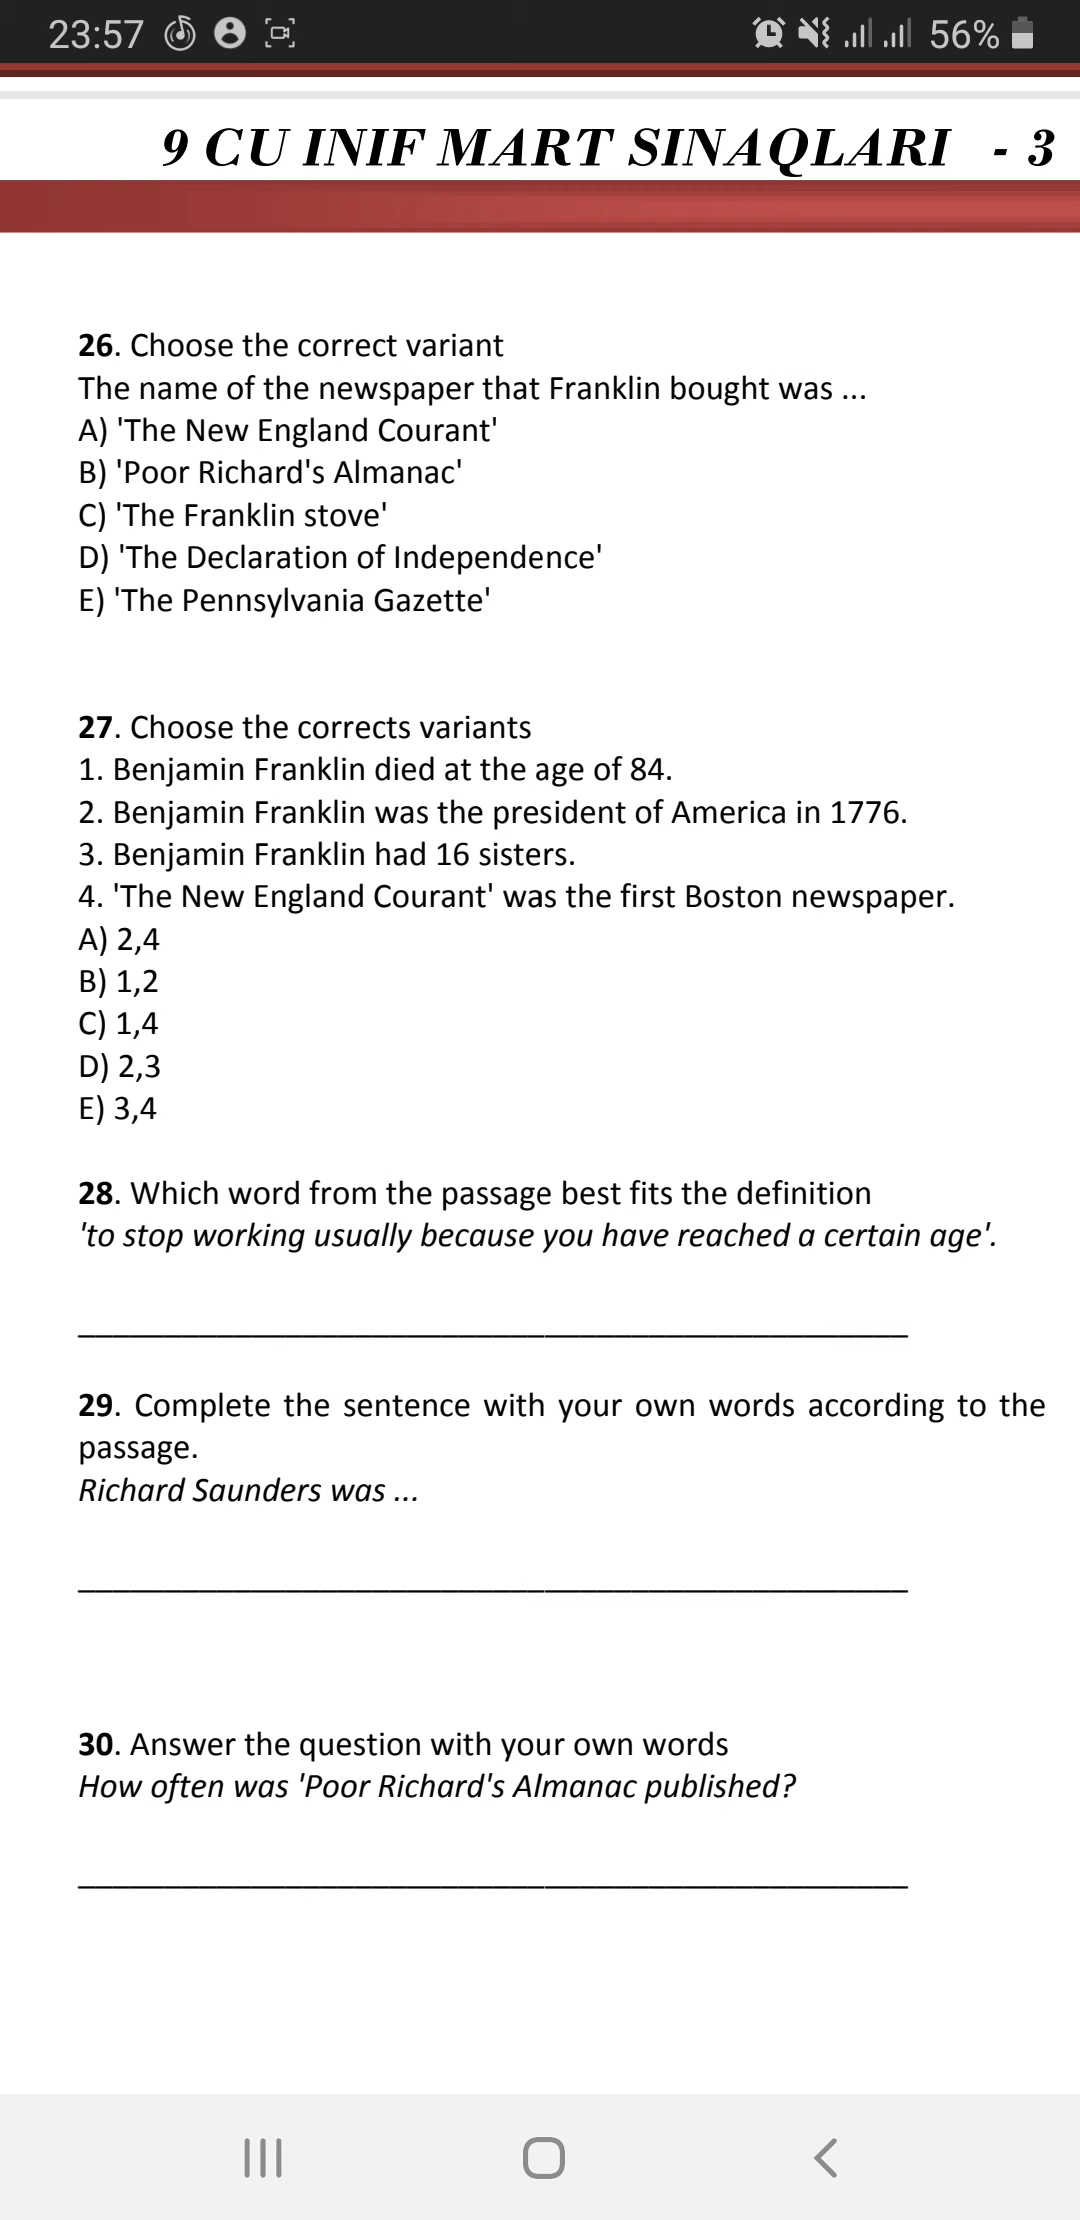 23:57
56%
9 CU INIF MART SINAQLARI - 3
26. Choose the correct variant
The name of the newspaper that Franklin bought was ...
A) 'The New England Courant'
B) 'Poor Richard's Almanac'
C) 'The Franklin stove'
D) 'The Declaration of Independence'
E) 'The Pennsylvania Gazette'
27. Choose the corrects variants
1. Benjamin Franklin died at the age of 84.
2. Benjamin Franklin was the president of America in 1776.
3. Benjamin Franklin had 16 sisters.
4. 'The New England Courant' was the first Boston newspaper.
A) 2,4
B) 1,2
C) 1,4
D) 2,3
E) 3,4
28. Which word from the passage best fits the definition
'to stop working usually because you have reached a certain age'.
29. Complete the sentence with your own words according to the
passage.
Richard Saunders was ...
30. Answer the question with your own words
How often was 'Poor Richard's Almanac published?